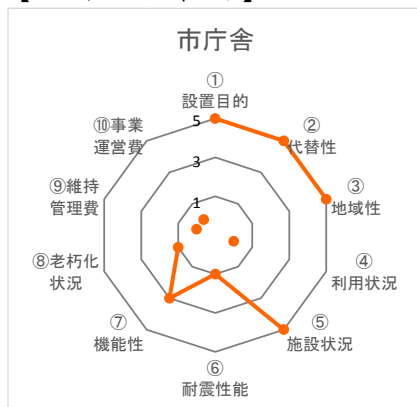 市庁舎
①
設置目的
②
代替性
③
地域性
④
利用状況
⑤
施設状況
⑥
耐震性能
⑦
機能性
⑧老朽化
状況
⑨維持
管理費
⑩事業
運営費
5
3
1